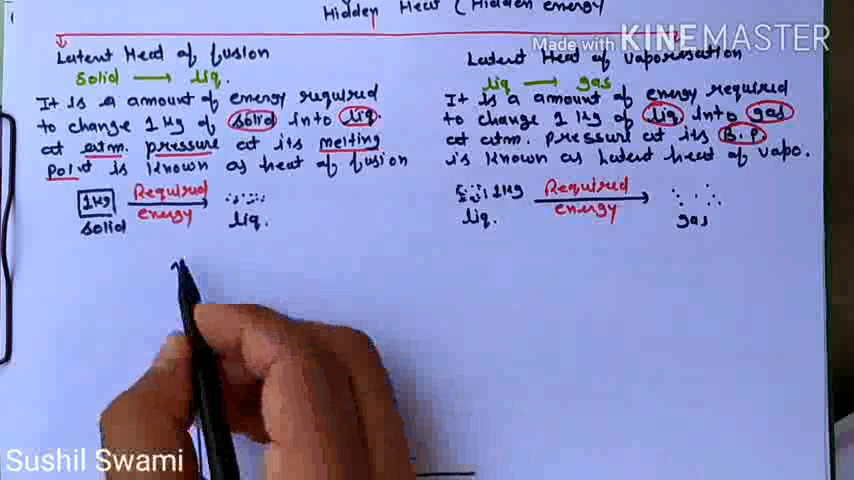 Hidden Heat (Hidden energy
Made with KINEMASTER
Latent Heat of fusion
solid → liq.
It is a amount of energy required
to change 1 kg of solid into liq.
at atm. pressure at its melting
point is known as heat of fusion
1kg Required energy
solid liq.
Latent Heat of vaporisation
liq → gas
It is a amount of energy required
to change 1 kg of liq into gas
at atm. pressure at its B.P
is known as latent heat of vapo.
1kg Required energy
liq. gas
Sushil Swami